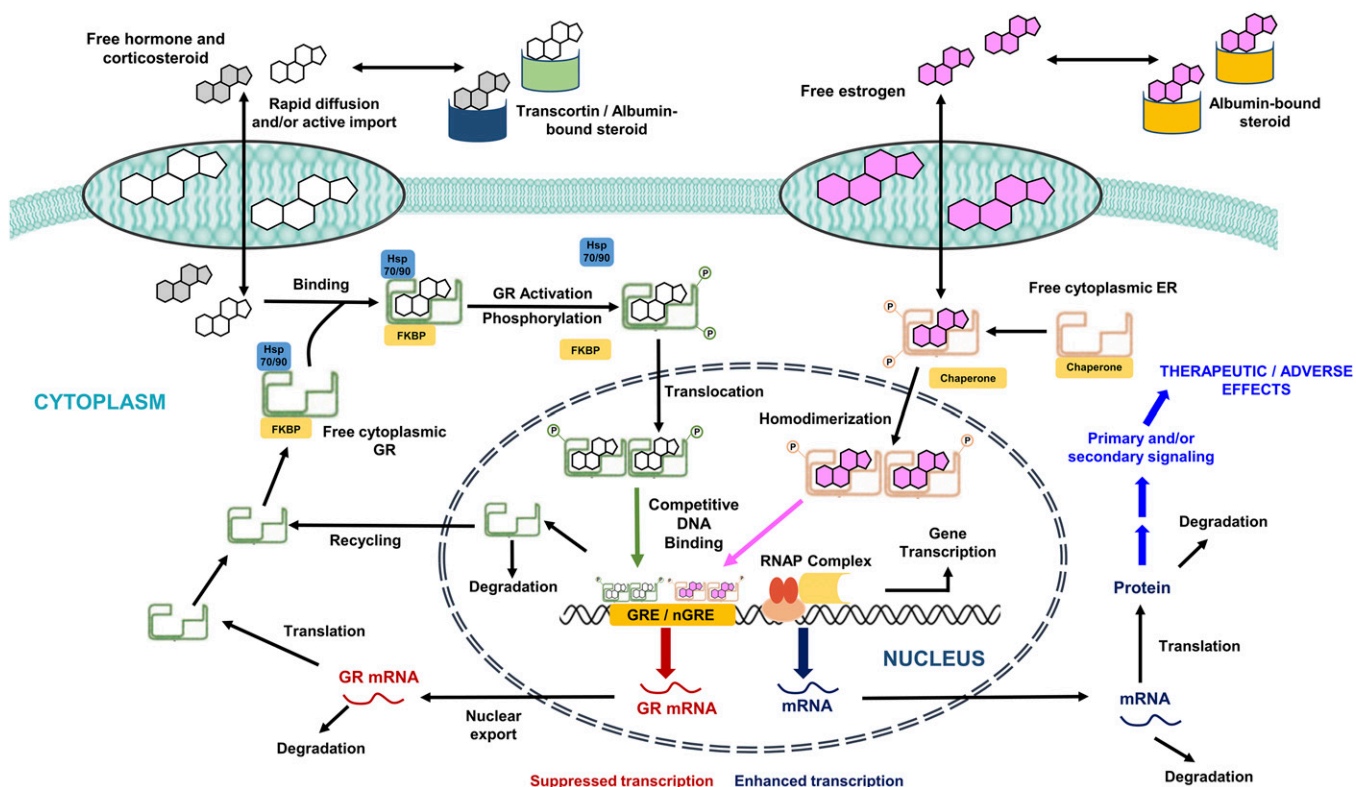 Free hormone and
corticosteroid
Rapid diffusion
and/or active import
Transcortin / Albumin-
bound steroid
Free estrogen
Albumin-bound
steroid
Hsp
70/90
Binding
Hsp
70/90
FKBP
GR Activation
Phosphorylation
Hsp
70/90
FKBP
P
P
P
P
Free cytoplasmic ER
Chaperone
Chaperone
Hsp
70/90
FKBP
Free cytoplasmic
GR
CYTOPLASM
Translocation
Homodimerization
THERAPEUTIC / ADVERSE
EFFECTS
Primary and/or
secondary signaling
P
P
P
P
Competitive
DNA
Binding
Recycling
Degradation
RNAP Complex
Gene
Transcription
Degradation
Protein
GRE / nGRE
NUCLEUS
Translation
Translation
GR mRNA
GR mRNA
mRNA
mRNA
Nuclear
export
Degradation
Degradation
Suppressed transcription
Enhanced transcription